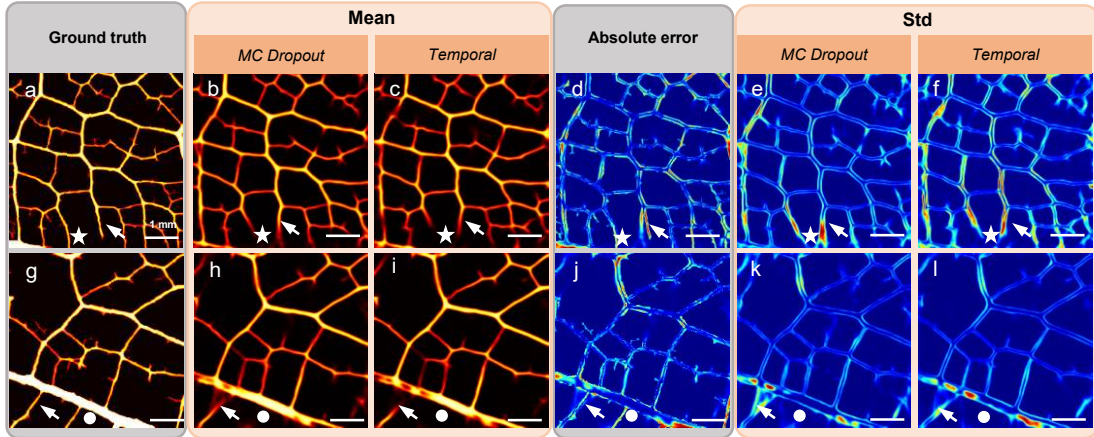 Mean
Std
Ground truth
Absolute error
MC Dropout
Temporal
MC Dropout
Temporal
a
b
c
d
e
f
1 mm
g
h
i
j
k
l